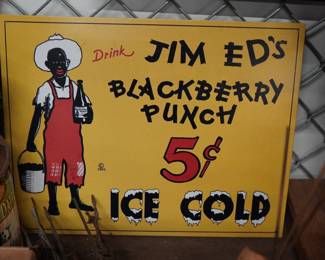 Drink JIM ED'S
BLACKBERRY
PUNCH
5¢
ICE COLD